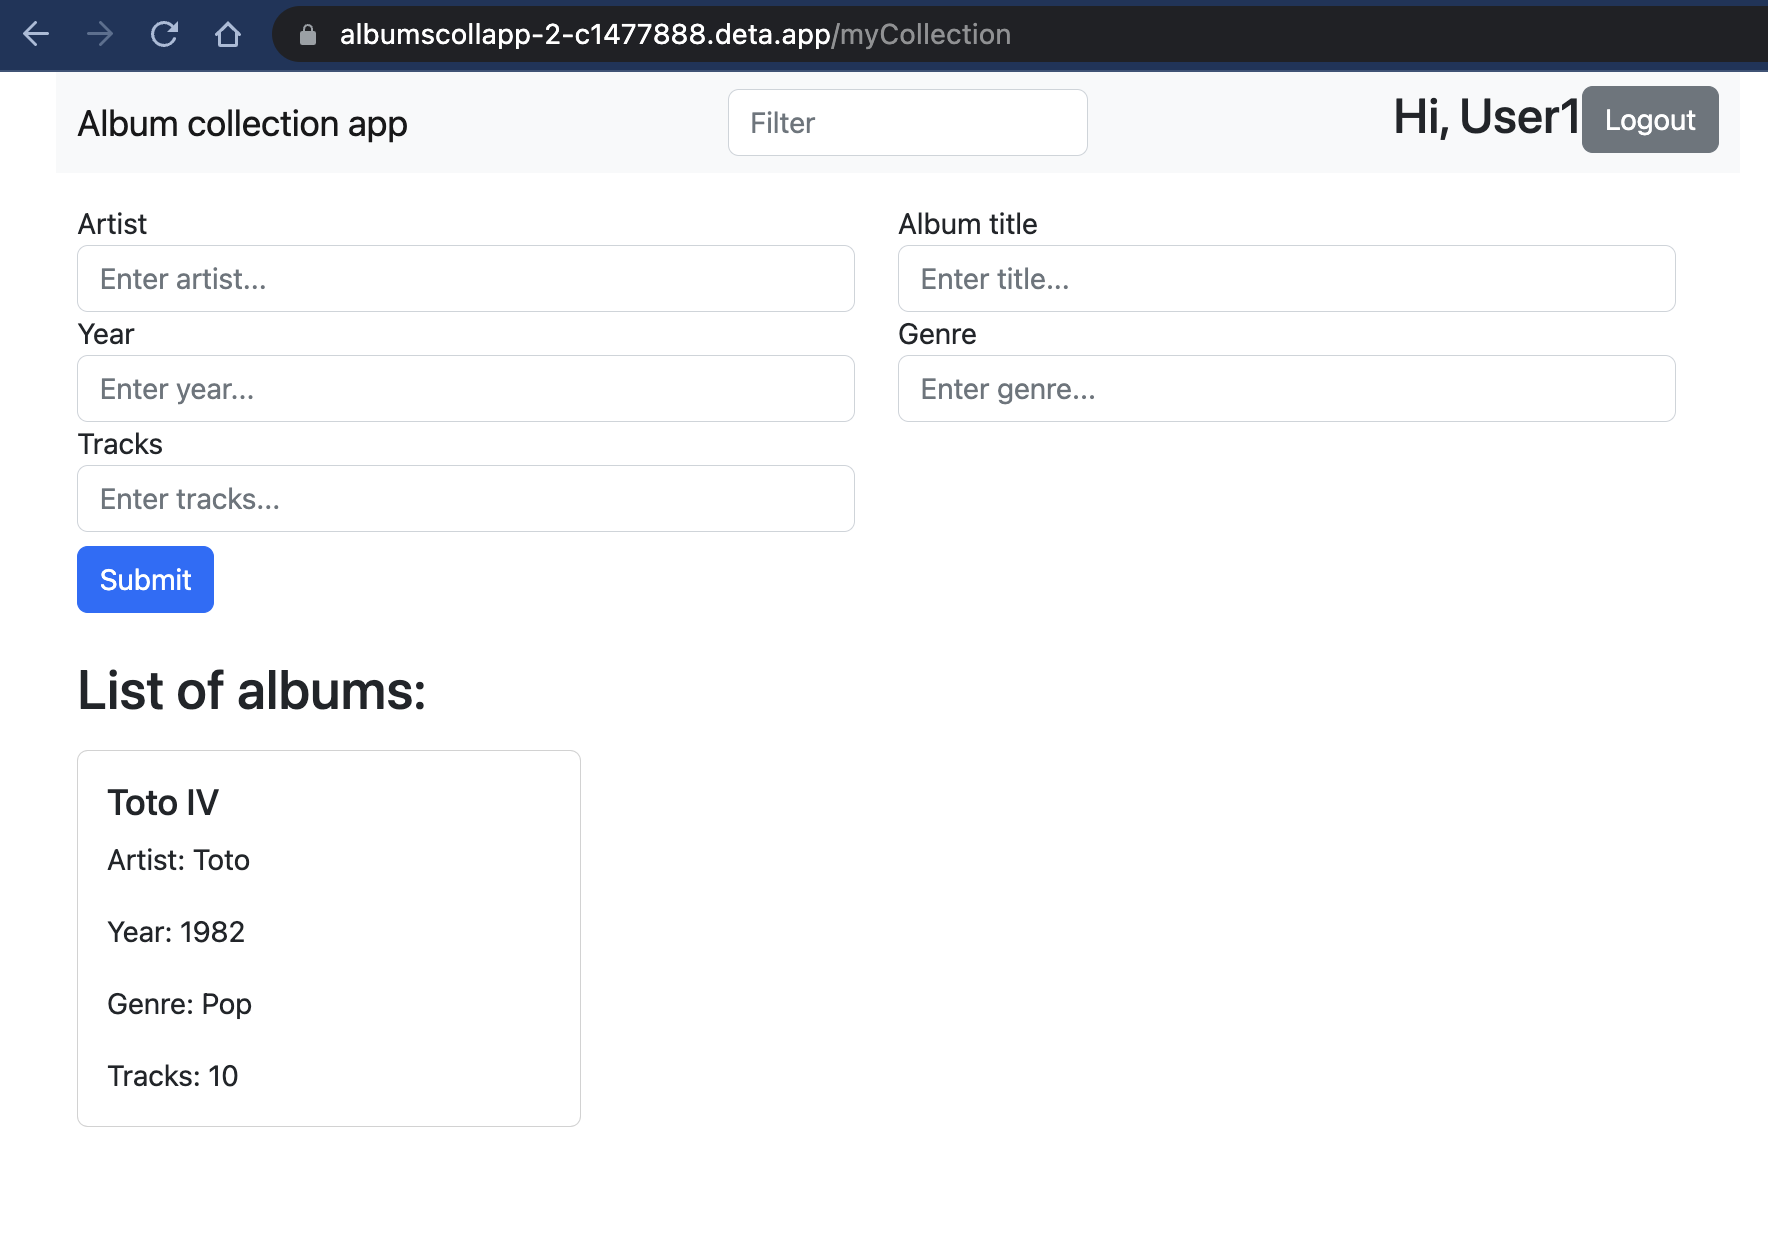 albumscollapp-2-c1477888.deta.app/myCollection
Album collection app
Filter
Hi, User1
Logout
Artist
Album title
Enter artist...
Enter title...
Year
Genre
Enter year...
Enter genre...
Tracks
Enter tracks...
Submit
List of albums:
Toto IV
Artist: Toto
Year: 1982
Genre: Pop
Tracks: 10